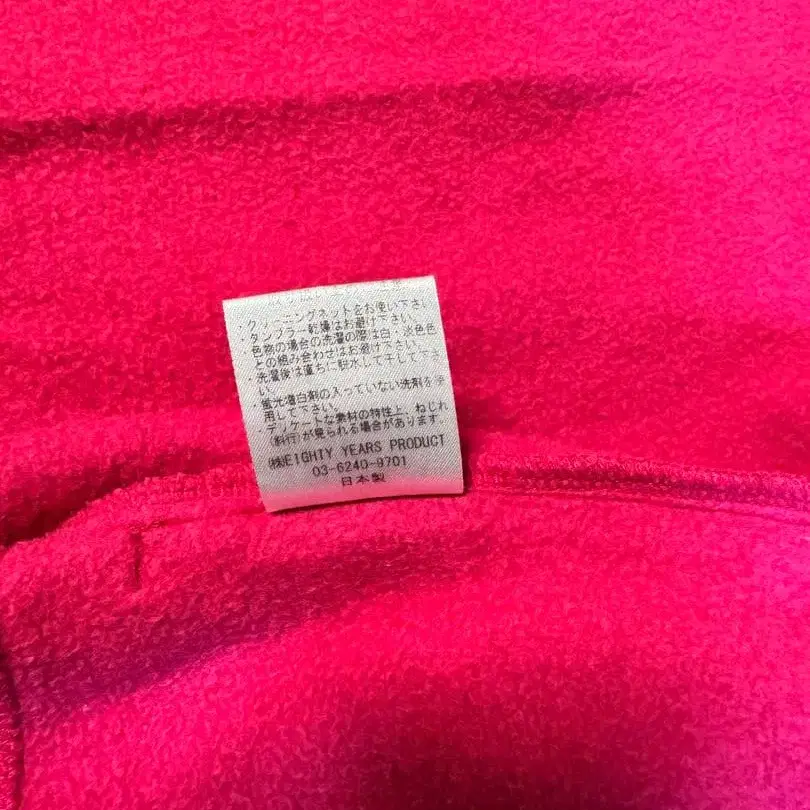 ・クリーニングネットをお使い下さい
・タンブラー乾燥はお避け下さい。
・色物の場合の洗濯の際は白・淡色色
との組み合わせはお避け下さい。
・洗濯後は直ちに脱水して干して下さ
い。
・蛍光増白剤の入っていない洗剤を使
用して下さい。
・デリケートな素材の特性上、ねじれ
(斜行)が見られる場合があります。
㈱EIGHTY YEARS PRODUCT
03-6240-9701
日本製